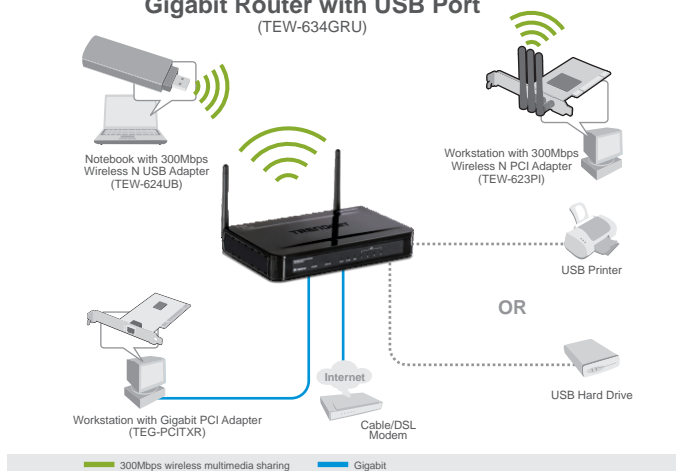 Gigabit Router with USB Port
(TEW-634GRU)
Notebook with 300Mbps
Wireless N USB Adapter
(TEW-624UB)
Workstation with 300Mbps
Wireless N PCI Adapter
(TEW-623PI)
TRENDNET
USB Printer
OR
Internet
USB Hard Drive
Workstation with Gigabit PCI Adapter
(TEG-PCITXR)
Cable/DSL
Modem
300Mbps wireless multimedia sharing
Gigabit